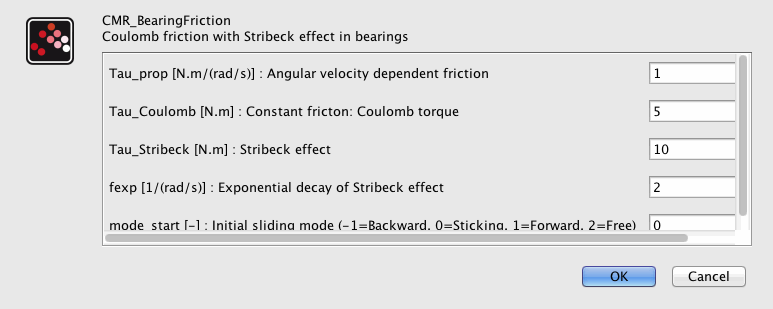 CMR_BearingFriction
Coulomb friction with Stribeck effect in bearings
Tau_prop [N.m/(rad/s)] : Angular velocity dependent friction 1
Tau_Coulomb [N.m] : Constant fricton: Coulomb torque 5
Tau_Stribeck [N.m] : Stribeck effect 10
fexp [1/(rad/s)] : Exponential decay of Stribeck effect 2
mode_start [-] : Initial sliding mode (-1=Backward, 0=Sticking, 1=Forward, 2=Free) 0
OK Cancel